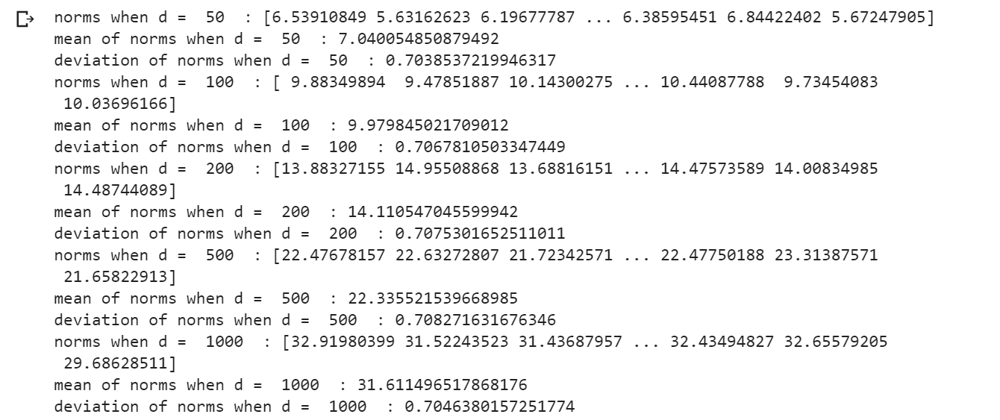 norms when d =  50  : [6.53910849 5.63162623 6.19677787 ... 6.38595451 6.84422402 5.67247905]
mean of norms when d =  50  : 7.040054850879492
deviation of norms when d =  50  : 0.7038537219946317
norms when d =  100  : [ 9.88349894  9.47851887 10.14300275 ... 10.44087788  9.73454083
 10.03696166]
mean of norms when d =  100  : 9.979845021709012
deviation of norms when d =  100  : 0.7067810503347449
norms when d =  200  : [13.88327155 14.95508868 13.68816151 ... 14.47573589 14.00834985
 14.48744089]
mean of norms when d =  200  : 14.110547045599942
deviation of norms when d =  200  : 0.7075301652511011
norms when d =  500  : [22.47678157 22.63272807 21.72342571 ... 22.47750188 23.31387571
 21.65822913]
mean of norms when d =  500  : 22.335521539668985
deviation of norms when d =  500  : 0.708271631676346
norms when d =  1000  : [32.91980399 31.52243523 31.43687957 ... 32.43494827 32.65579205
 29.68628511]
mean of norms when d =  1000  : 31.611496517868176
deviation of norms when d =  1000  : 0.7046380157251774